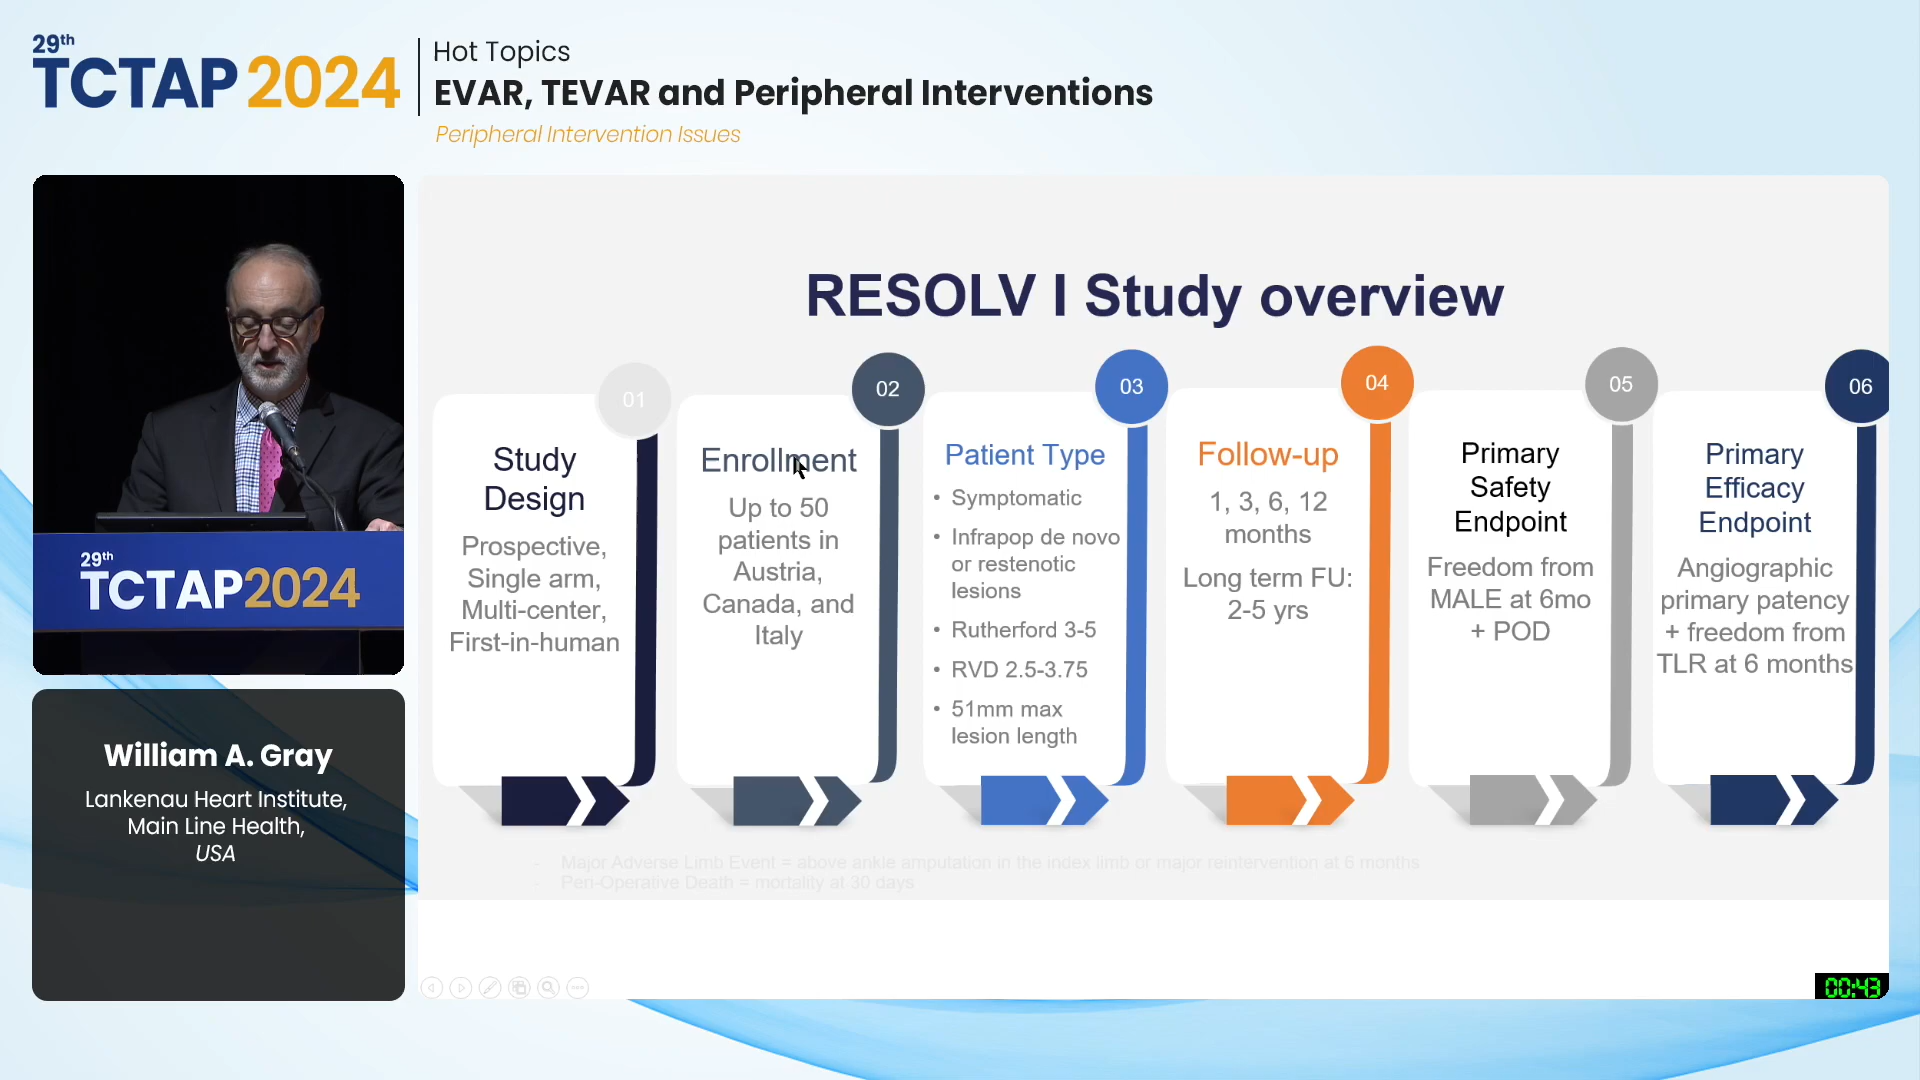 29th
TCTAP 2024
Hot Topics
EVAR, TEVAR and Peripheral Interventions
Peripheral Intervention Issues
29th
TCTAP2024
William A. Gray
Lankenau Heart Institute,
Main Line Health,
USA
RESOLV I Study overview
01
Study
Design
Prospective,
Single arm,
Multi-center,
First-in-human
02
Enrollment
Up to 50
patients in
Austria,
Canada, and
Italy
03
Patient Type
• Symptomatic
• Infrapop de novo
or restenotic
lesions
• Rutherford 3-5
• RVD 2.5-3.75
• 51mm max
lesion length
04
Follow-up
1, 3, 6, 12
months
Long term FU:
2-5 yrs
05
Primary
Safety
Endpoint
Freedom from
MALE at 6mo
+ POD
06
Primary
Efficacy
Endpoint
Angiographic
primary patency
+ freedom from
TLR at 6 months
- Major Adverse Limb Event = above ankle amputation in the index limb or major reintervention at 6 months
- Peri-Operative Death = mortality at 30 days
00:43